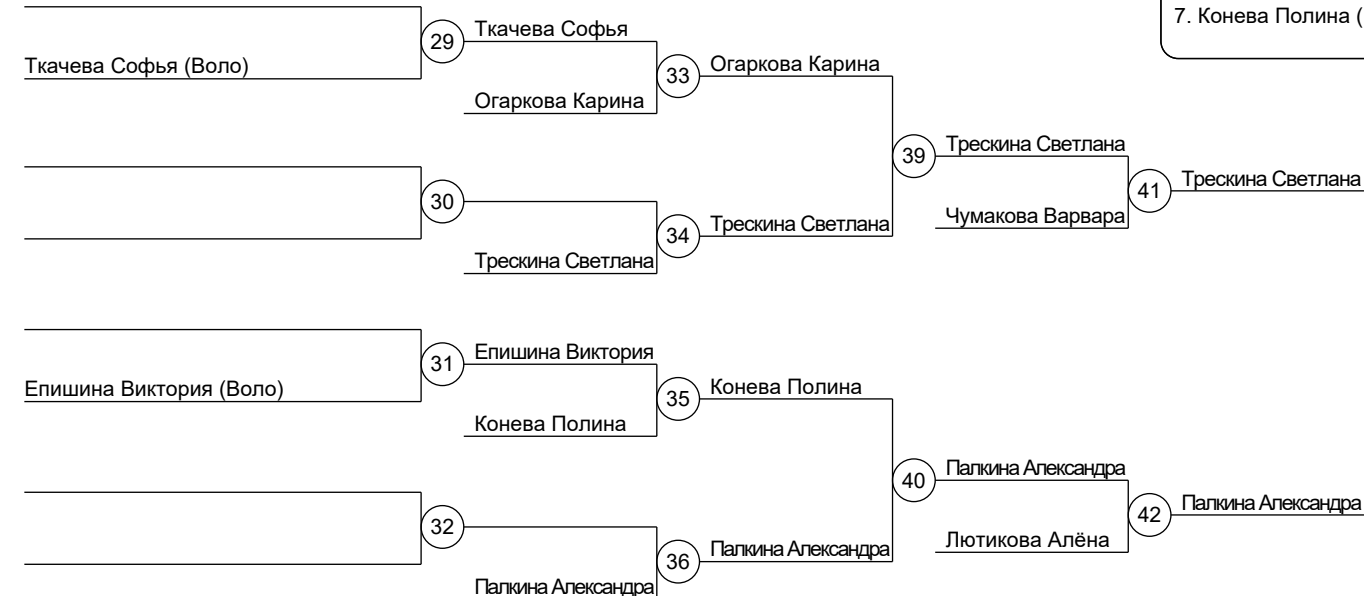 7. Конева Полина (
Ткачева Софья (Воло)
29
Ткачева Софья
Огаркова Карина
33
Огаркова Карина
30
Трескина Светлана
34
Трескина Светлана
39
Трескина Светлана
Чумакова Варвара
41
Трескина Светлана
Епишина Виктория (Воло)
31
Епишина Виктория
Конева Полина
35
Конева Полина
32
Палкина Александра
36
Палкина Александра
40
Палкина Александра
Лютикова Алёна
42
Палкина Александра